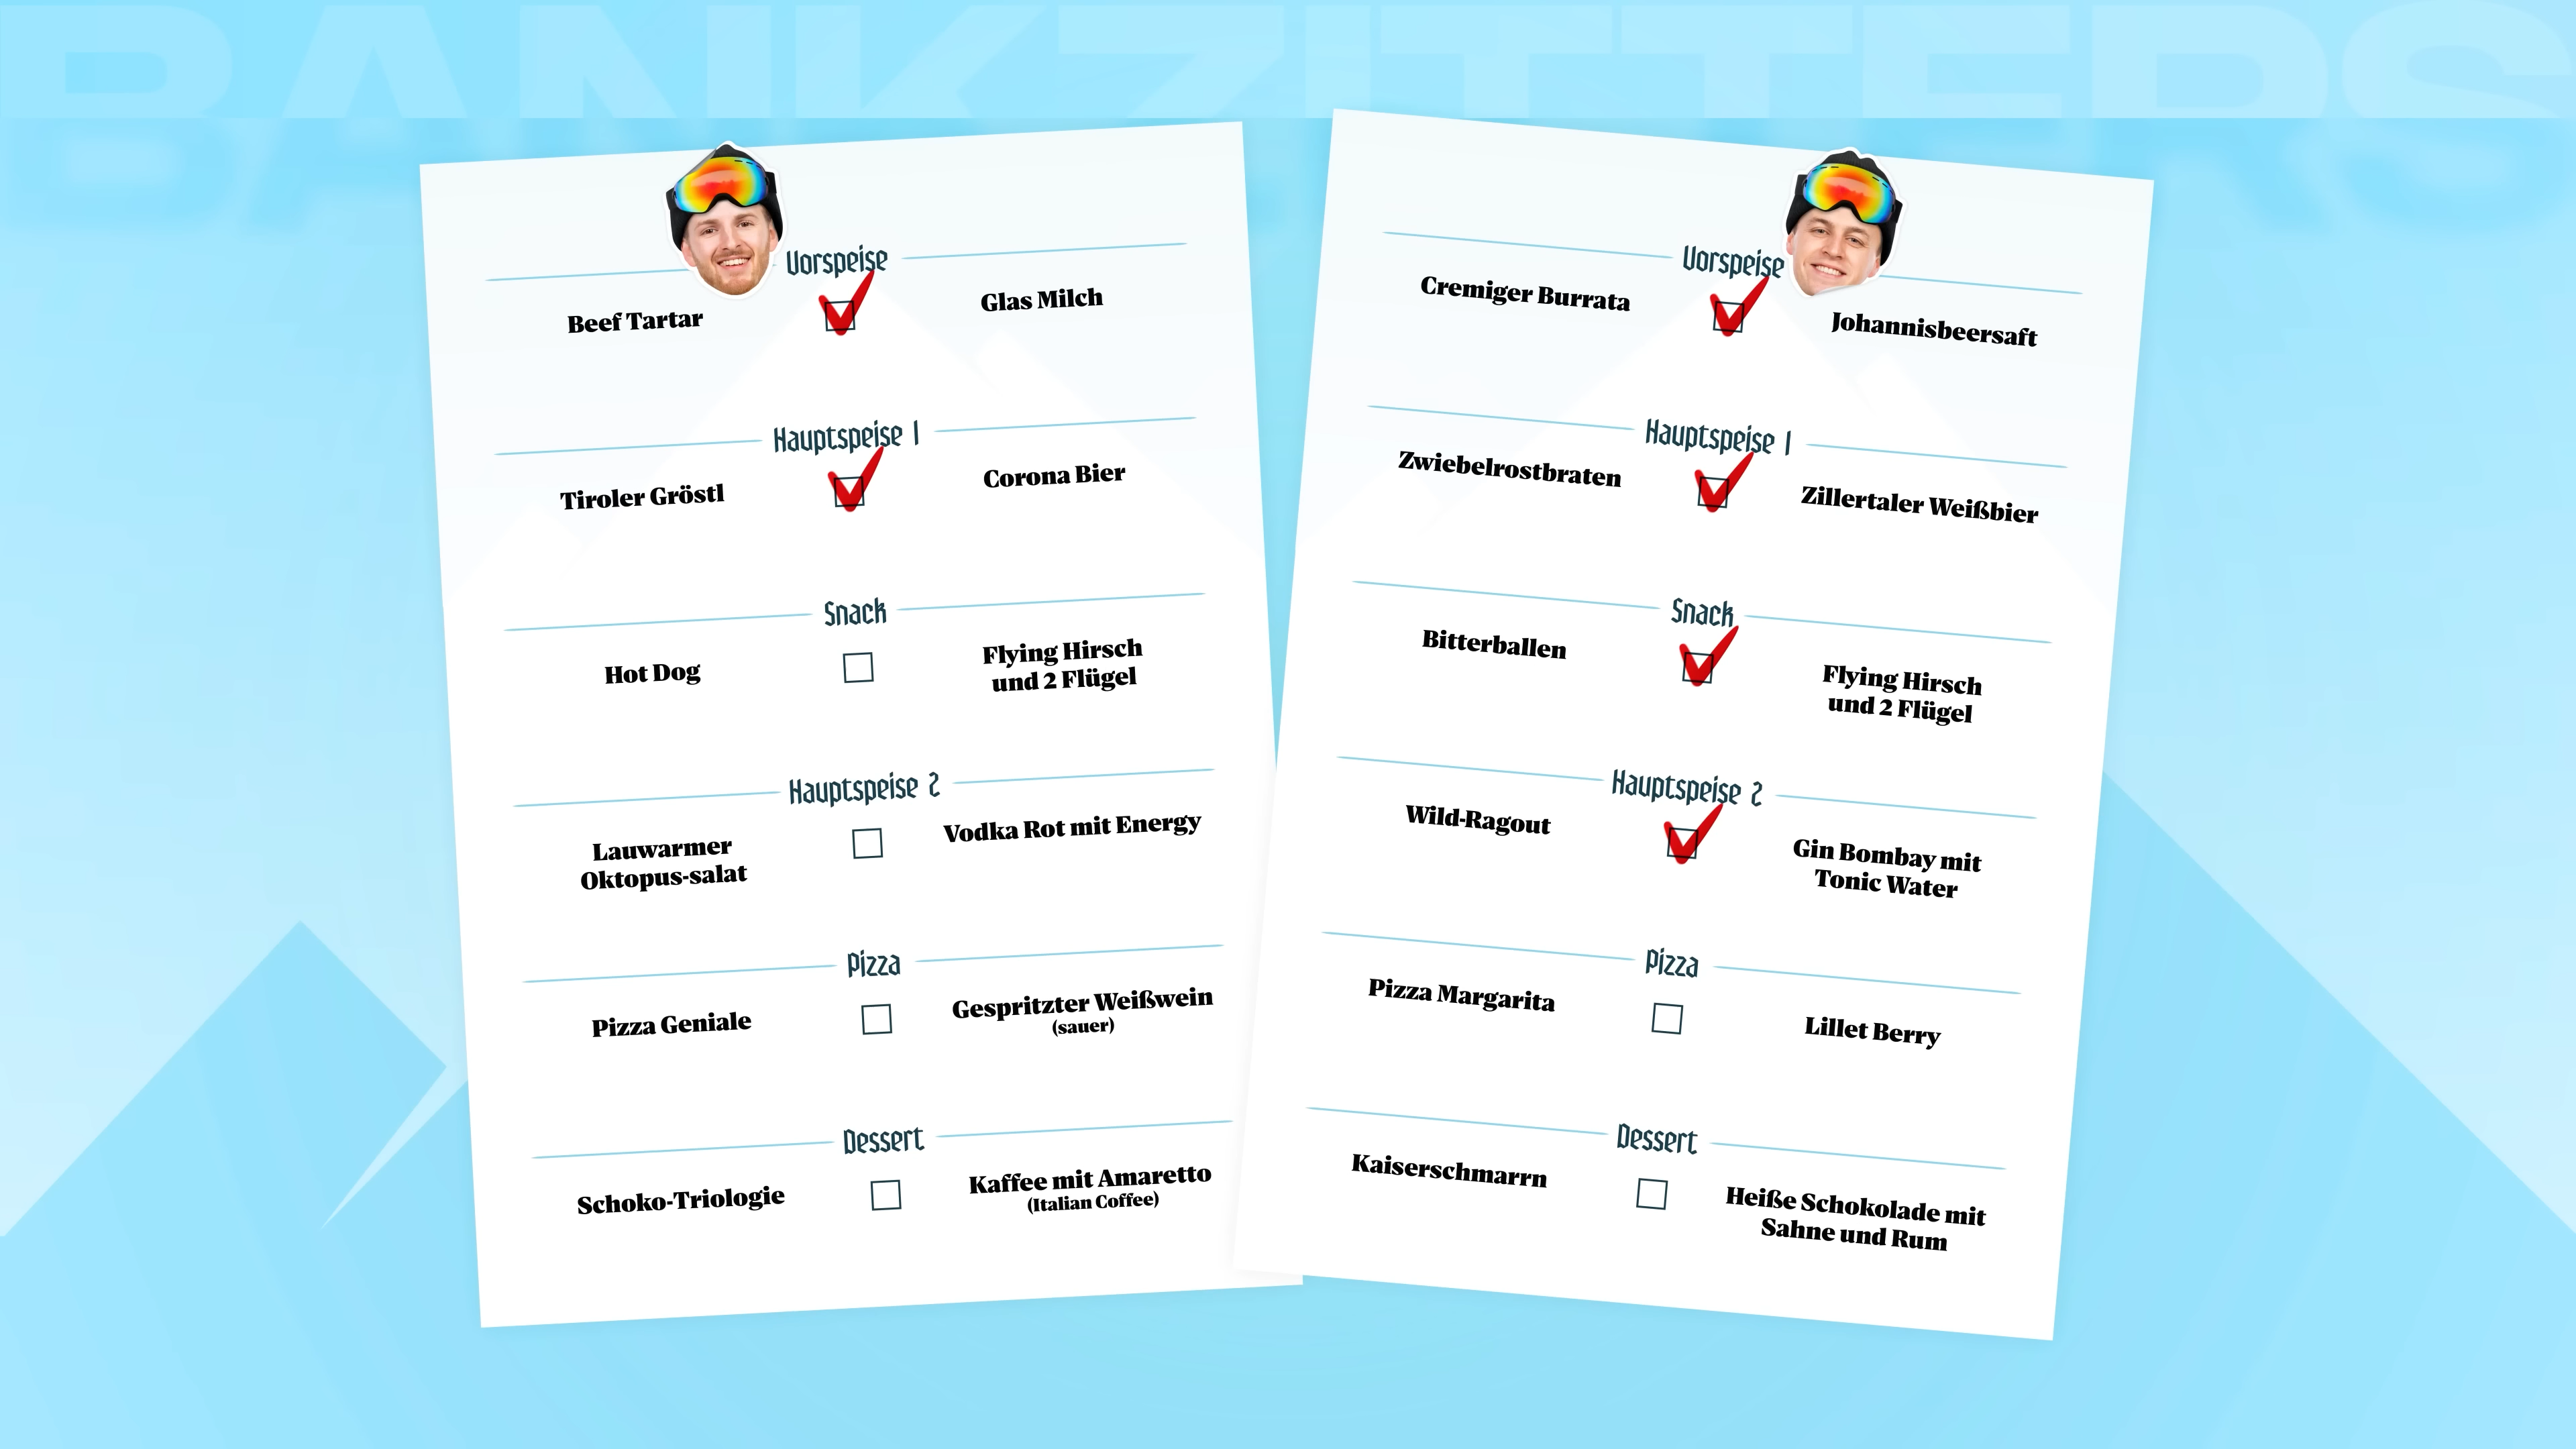 BANKZITTERS
Vorspeise
Beef Tartar
Glas Milch
Hauptspeise 1
Tiroler Gröstl
Corona Bier
Snack
Hot Dog
Flying Hirsch
und 2 Flügel
Hauptspeise 2
Lauwarmer
Oktopus-salat
Vodka Rot mit Energy
Pizza
Pizza Geniale
Gespritzter Weißwein
(sauer)
Dessert
Schoko-Triologie
Kaffee mit Amaretto
(Italian Coffee)
Vorspeise
Cremiger Burrata
Johannisbeersaft
Hauptspeise 1
Zwiebelrostbraten
Zillertaler Weißbier
Snack
Bitterballen
Flying Hirsch
und 2 Flügel
Hauptspeise 2
Wild-Ragout
Gin Bombay mit
Tonic Water
Pizza
Pizza Margarita
Lillet Berry
Dessert
Kaiserschmarrn
Heiße Schokolade mit
Sahne und Rum